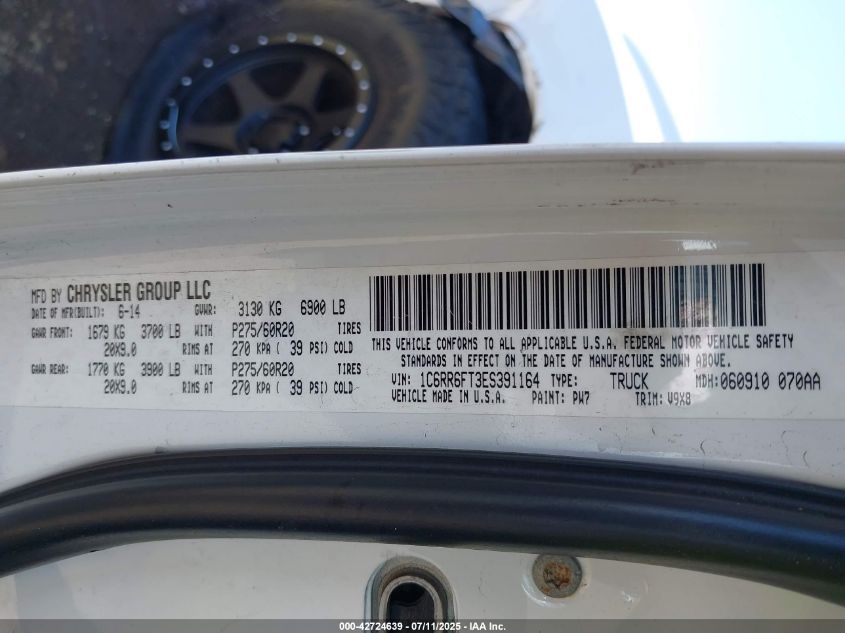 MFD BY CHRYSLER GROUP LLC
DATE OF MFR(BUILT): 6-14 GVWR: 3130 KG 6900 LB
GAWR FRONT: 1679 KG 3700 LB WITH P275/60R20 TIRES
20X9.0 RIMS AT 270 KPA ( 39 PSI) COLD
GAWR REAR: 1770 KG 3900 LB WITH P275/60R20 TIRES
20X9.0 RIMS AT 270 KPA ( 39 PSI) COLD
THIS VEHICLE CONFORMS TO ALL APPLICABLE U.S.A. FEDERAL MOTOR VEHICLE SAFETY
STANDARDS IN EFFECT ON THE DATE OF MANUFACTURE SHOWN ABOVE.
VIN: 1C6RR6FT3ES391164 TYPE: TRUCK MDH:060910 070AA
VEHICLE MADE IN U.S.A. PAINT: PW7 TRIM: V9X8
000-42724639 - 07/11/2025 - IAA Inc.